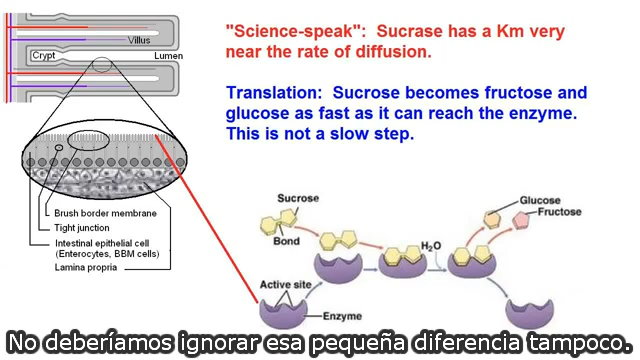 "Science-speak": Sucrase has a Km very
near the rate of diffusion.
Translation: Sucrose becomes fructose and
glucose as fast as it can reach the enzyme.
This is not a slow step.
Villus
Crypt
Lumen
Brush border membrane
Tight junction
Intestinal epithelial cell
(Enterocytes, BBM cells)
Lamina propria
Sucrose
Bond
H2O
Glucose
Fructose
Active site
Enzyme
No deberíamos ignorar esa pequeña diferencia tampoco.